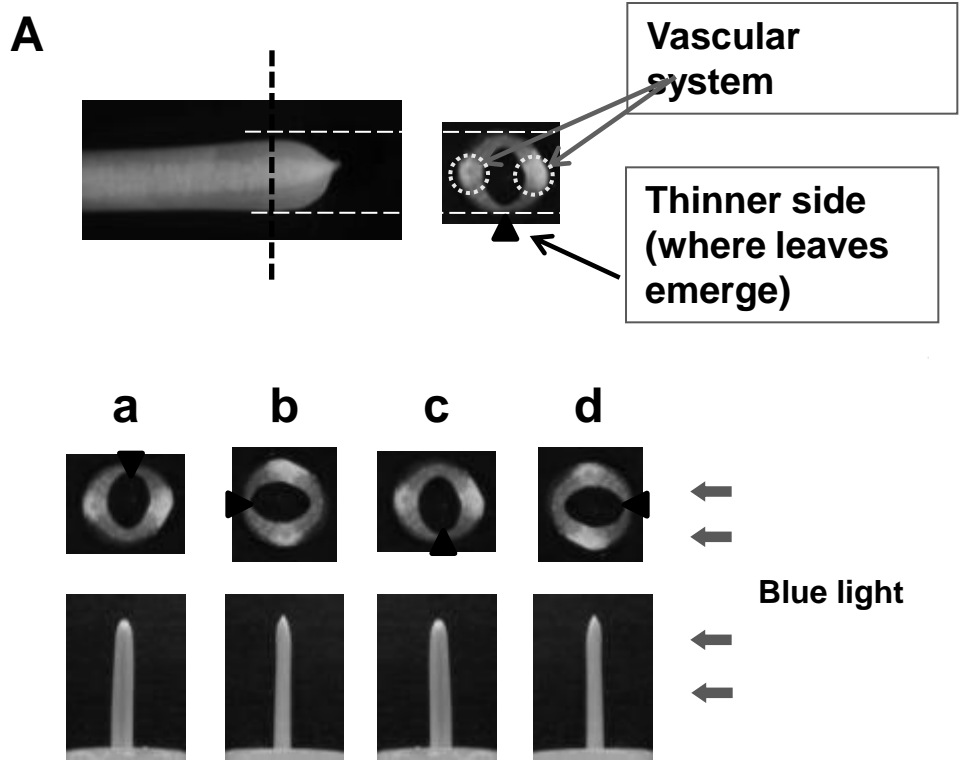 A
Vascular
system
Thinner side
(where leaves
emerge)
a b c d
Blue light